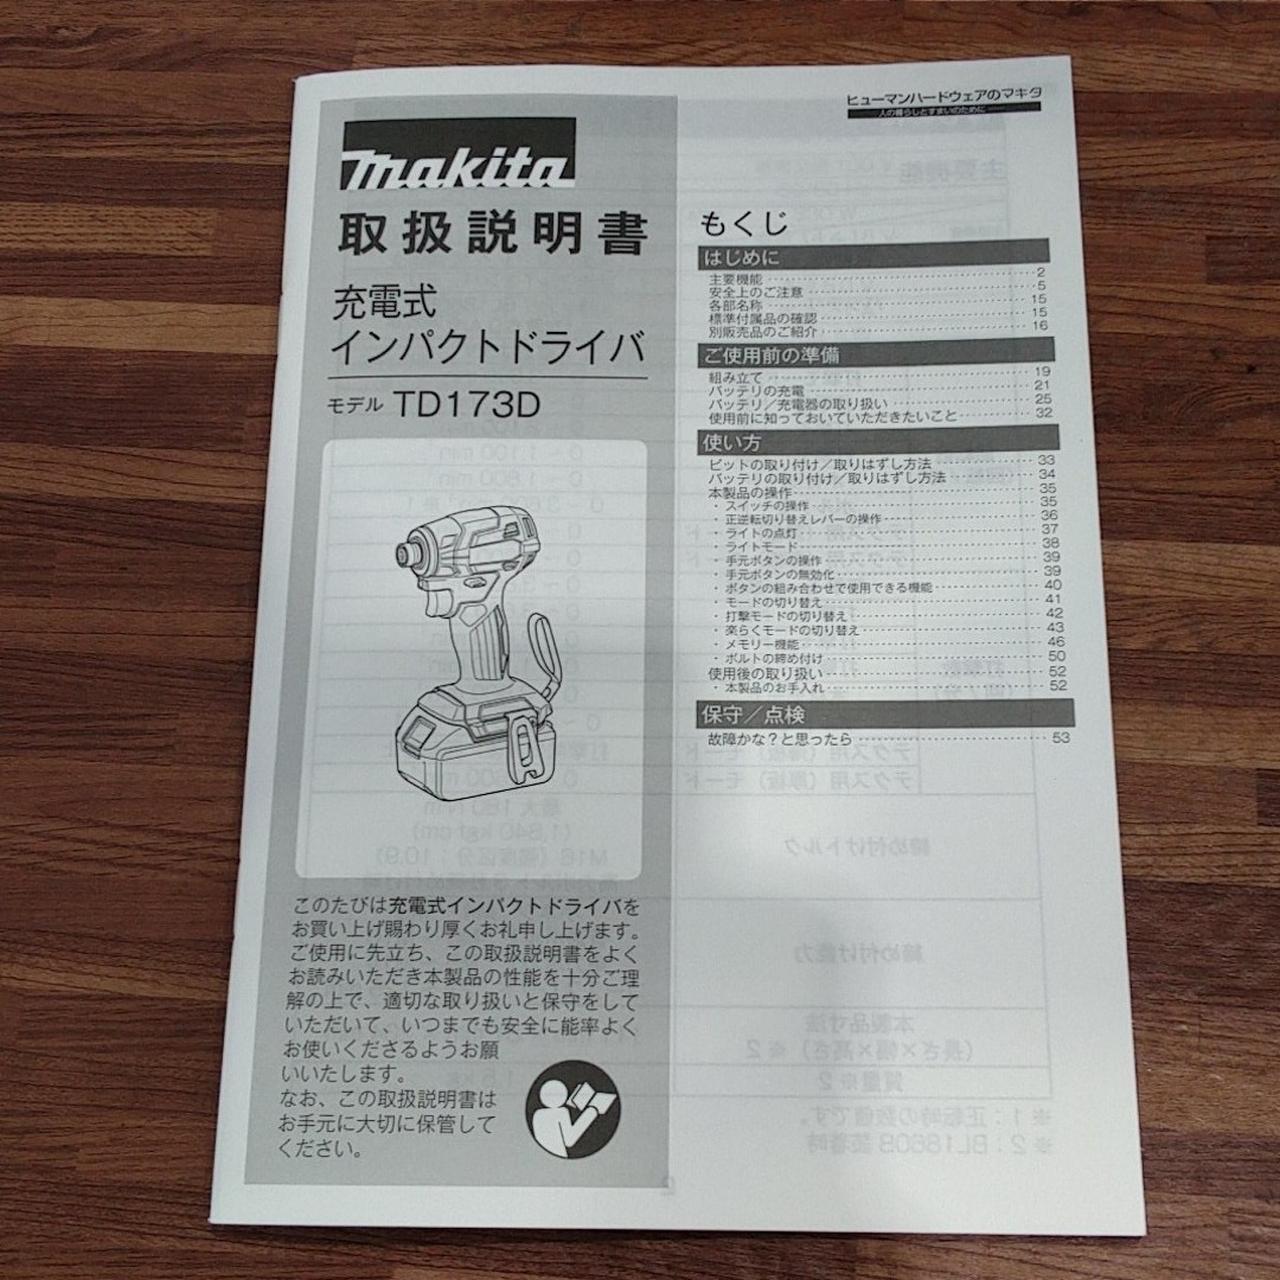 makita
取扱説明書
充電式
インパクトドライバ
モデル TD173D
このたびは充電式インパクトドライバを
お買い上げ賜わり厚くお礼申し上げます。
ご使用に先立ち、この取扱説明書をよく
お読みいただき本製品の性能を十分ご理
解の上で、適切な取り扱いと保守をして
いただいて、いつまでも安全に能率よく
お使いくださるようお願
いいたします。
なお、この取扱説明書は
お手元に大切に保管して
ください。
ヒューマンハードウェアのマキタ
人の暮らしとすまいのために
もくじ
はじめに
主要機能 2
安全上のご注意 5
各部名称 15
標準付属品の確認 15
別販売品のご紹介 16
ご使用前の準備
組み立て 19
バッテリの充電 21
バッテリ／充電器の取り扱い 25
使用前に知っておいていただきたいこと 32
使い方
ビットの取り付け／取りはずし方法 33
バッテリの取り付け／取りはずし方法 34
本製品の操作 35
・ スイッチの操作 35
・ 正逆転切り替えレバーの操作 36
・ ライトの点灯 37
・ ライトモード 38
・ 手元ボタンの操作 39
・ 手元ボタンの無効化 39
・ ボタンの組み合わせで使用できる機能 40
・ モードの切り替え 41
・ 打撃モードの切り替え 42
・ 楽らくモードの切り替え 43
・ メモリー機能 46
・ ボルトの締め付け 50
使用後の取り扱い 52
・ 本製品のお手入れ 52
保守／点検
故障かな？と思ったら 53